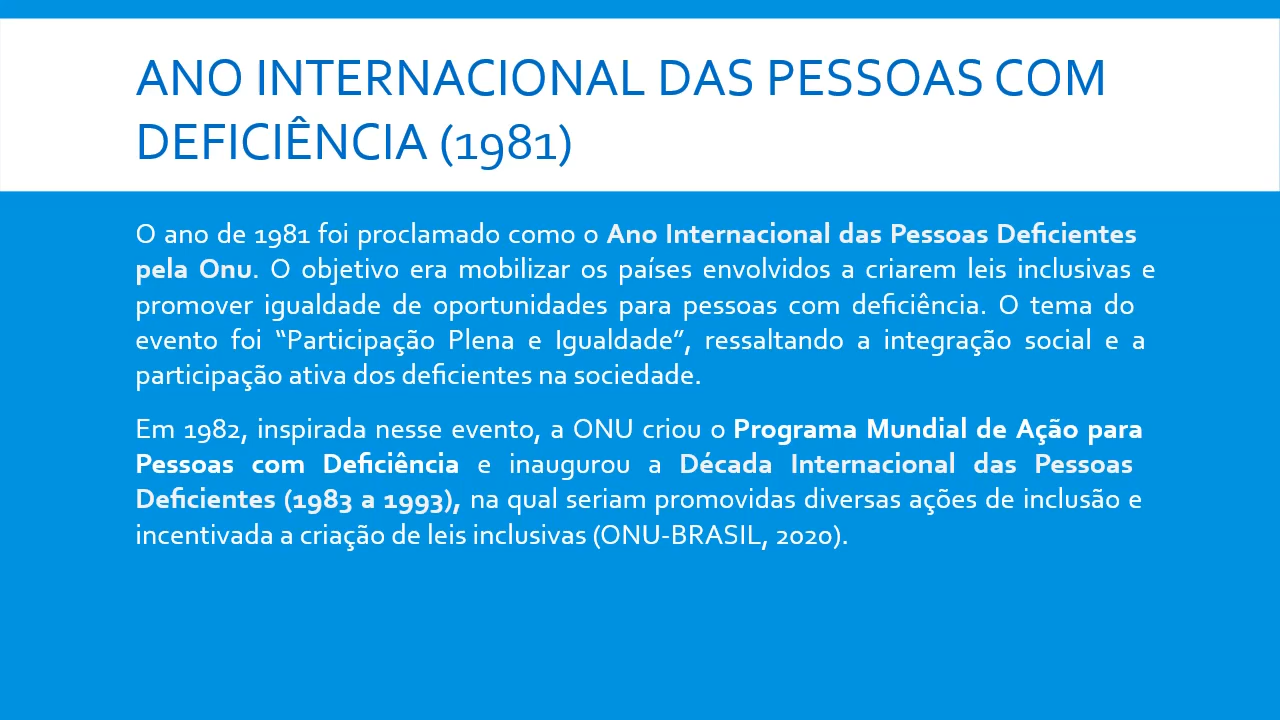 ANO INTERNACIONAL DAS PESSOAS COM
DEFICIÊNCIA (1981)
O ano de 1981 foi proclamado como o Ano Internacional das Pessoas Deficientes
pela Onu. O objetivo era mobilizar os países envolvidos a criarem leis inclusivas e
promover igualdade de oportunidades para pessoas com deficiência. O tema do
evento foi “Participação Plena e Igualdade”, ressaltando a integração social e a
participação ativa dos deficientes na sociedade.
Em 1982, inspirada nesse evento, a ONU criou o Programa Mundial de Ação para
Pessoas com Deficiência e inaugurou a Década Internacional das Pessoas
Deficientes (1983 a 1993), na qual seriam promovidas diversas ações de inclusão e
incentivada a criação de leis inclusivas (ONU-BRASIL, 2020).